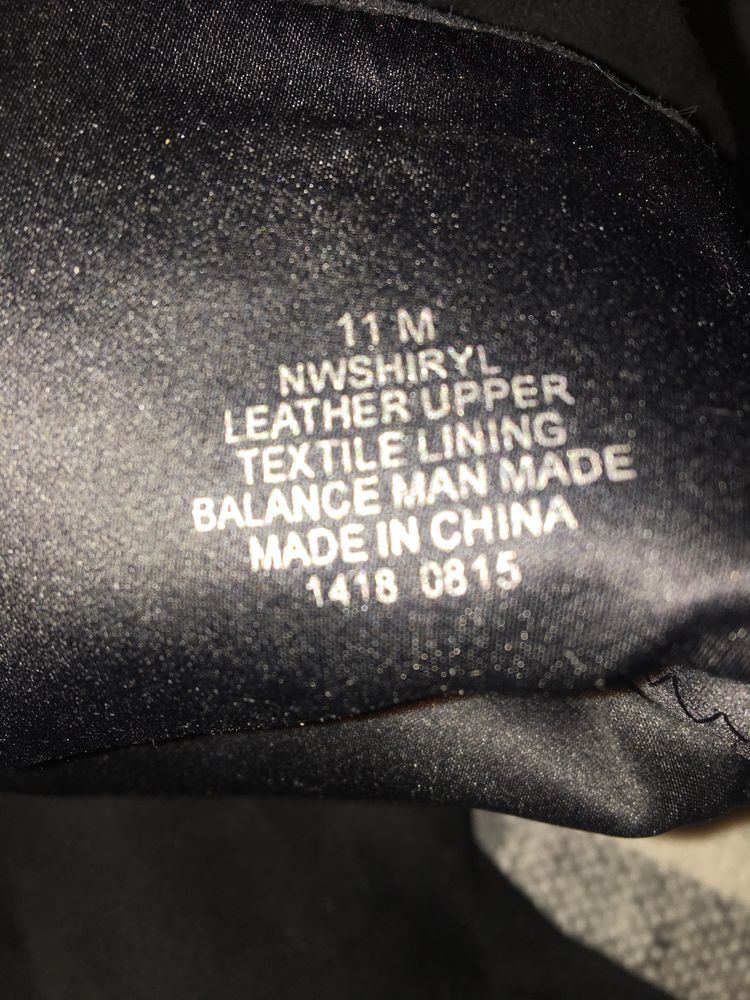 11 M
NWSHIRYL
LEATHER UPPER
TEXTILE LINING
BALANCE MAN MADE
MADE IN CHINA
1418 0815